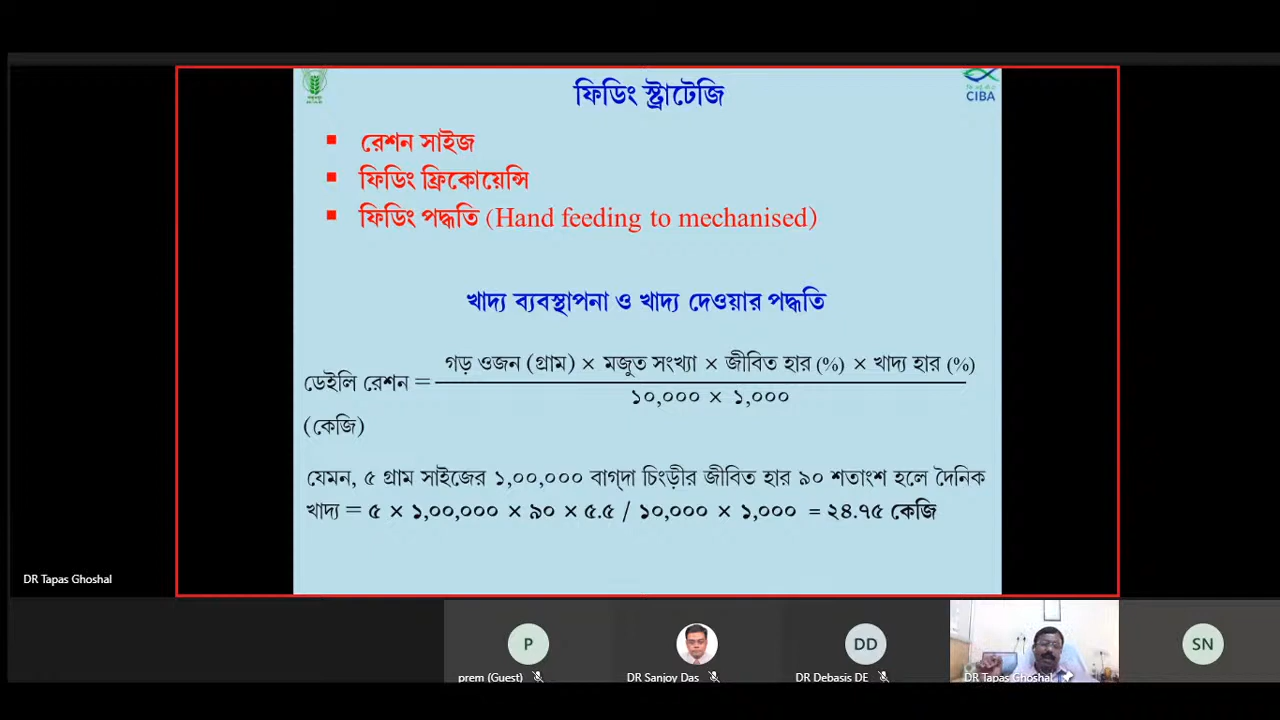 ফিডিং স্ট্রাটেজি
CIBA
রেশন সাইজ
ফিডিং ফ্রিকোয়েন্সি
ফিডিং পদ্ধতি (Hand feeding to mechanised)
খাদ্য ব্যবস্থাপনা ও খাদ্য দেওয়ার পদ্ধতি
গড় ওজন (গ্রাম) × মজুত সংখ্যা × জীবিত হার (%) × খাদ্য হার (%)
ডেইলি রেশন =
১০,০০০ × ১,০০০
(কেজি)
যেমন, ৫ গ্রাম সাইজের ১,০০,০০০ বাগ্দা চিংড়ীর জীবিত হার ৯০ শতাংশ হলে দৈনিক
খাদ্য = ৫ × ১,০০,০০০ × ৯০ × ৫.৫ / ১০,০০০ × ১,০০০ = ২৪.৭৫ কেজি
DR Tapas Ghoshal
P
DD
SN
prem (Guest)
DR Sanjoy Das
DR Debasis DE
DR Tapas Ghoshal